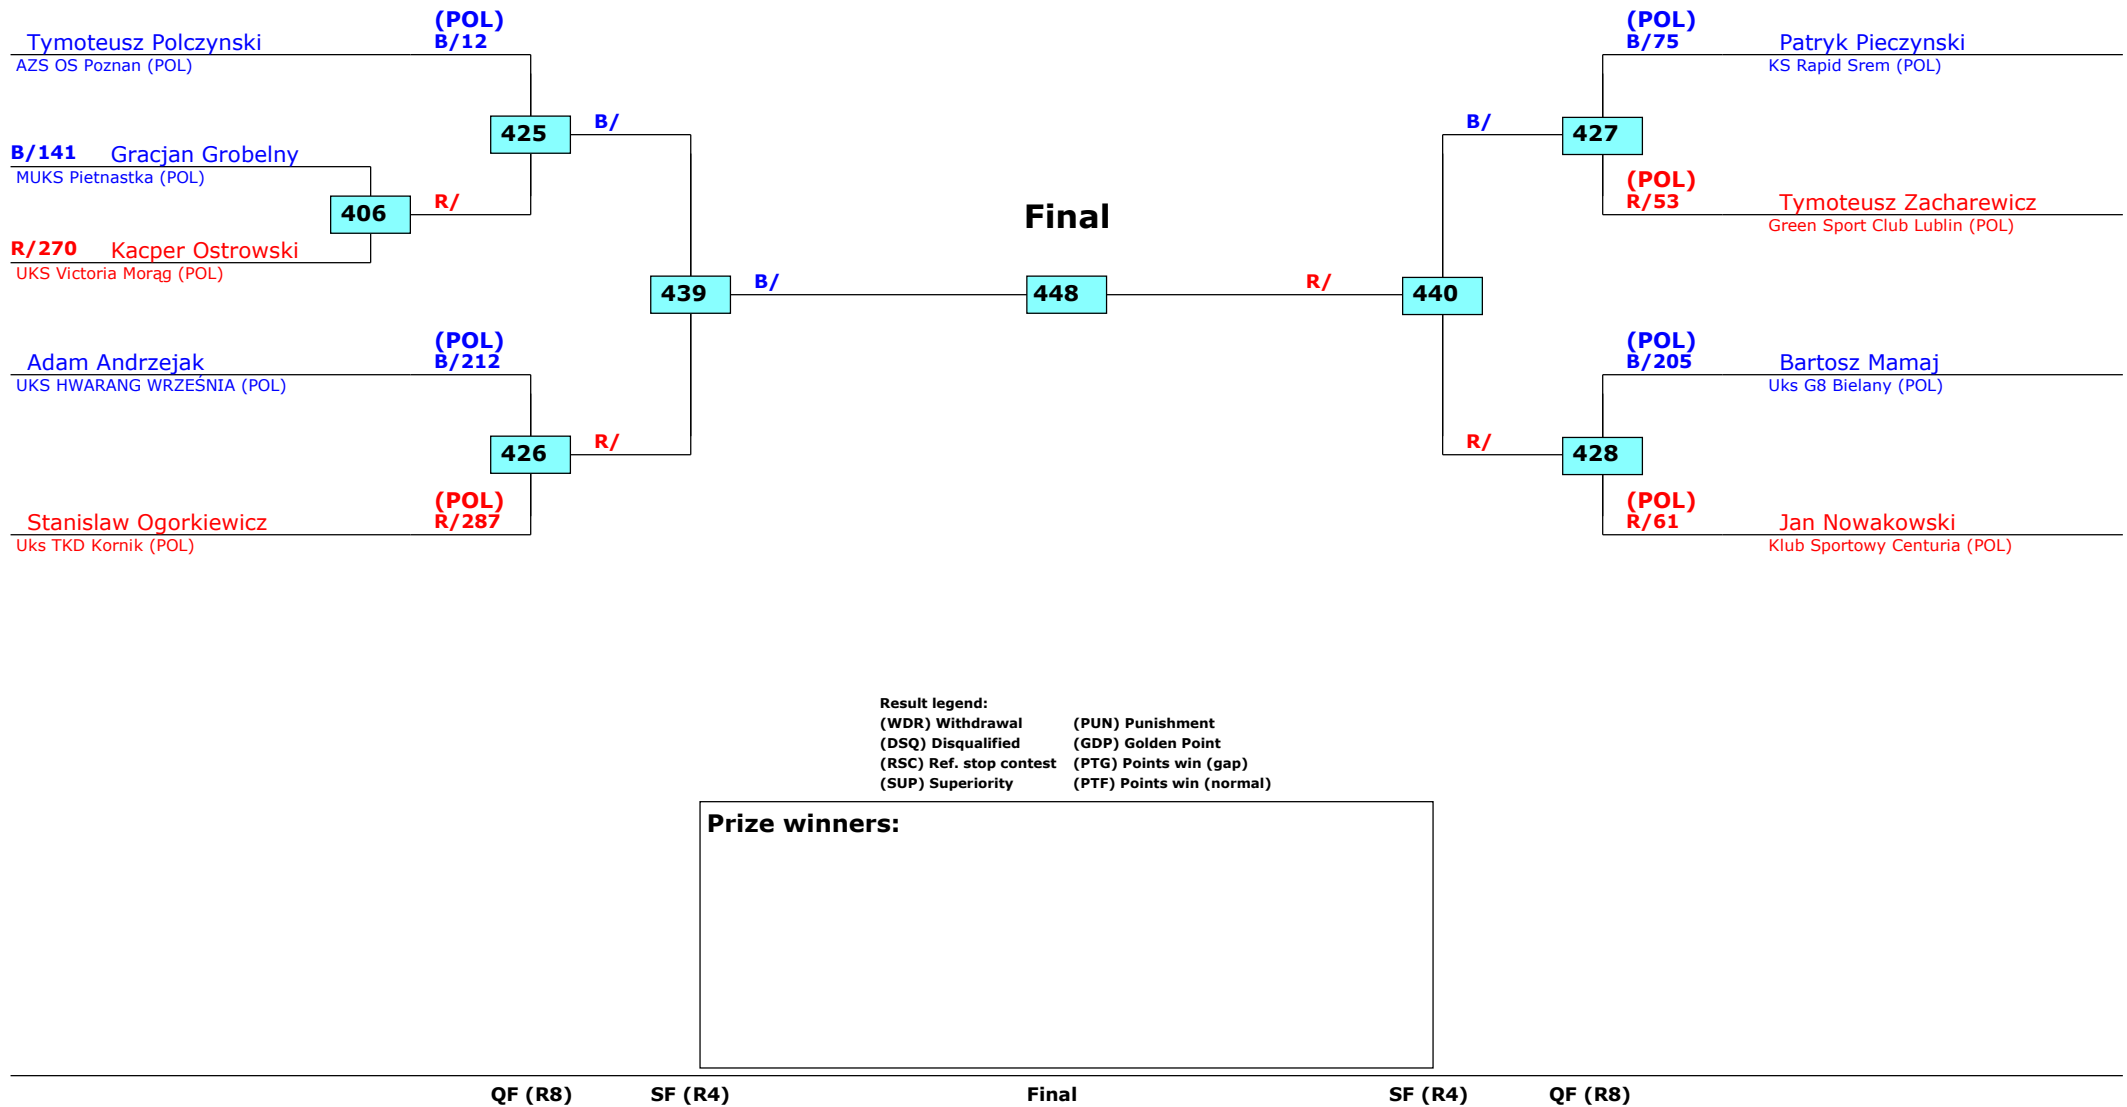 (POL)
Tymoteusz Polczynski B/12
AZS OS Poznan (POL)
425
B/
B/141 Gracjan Grobelny
MUKS Pietnastka (POL)
406
R/
R/270 Kacper Ostrowski
UKS Victoria Morąg (POL)
439
B/
(POL)
Adam Andrzejak B/212
UKS HWARANG WRZEŚNIA (POL)
426
R/
(POL)
Stanislaw Ogorkiewicz R/287
Uks TKD Kornik (POL)
Final
448
(POL)
B/75 Patryk Pieczynski
KS Rapid Srem (POL)
B/
427
(POL)
R/53 Tymoteusz Zacharewicz
Green Sport Club Lublin (POL)
R/
440
(POL)
B/205 Bartosz Mamaj
Uks G8 Bielany (POL)
R/
428
(POL)
R/61 Jan Nowakowski
Klub Sportowy Centuria (POL)
Result legend:
(WDR) Withdrawal (PUN) Punishment
(DSQ) Disqualified (GDP) Golden Point
(RSC) Ref. stop contest (PTG) Points win (gap)
(SUP) Superiority (PTF) Points win (normal)
Prize winners:
QF (R8) SF (R4) Final SF (R4) QF (R8)